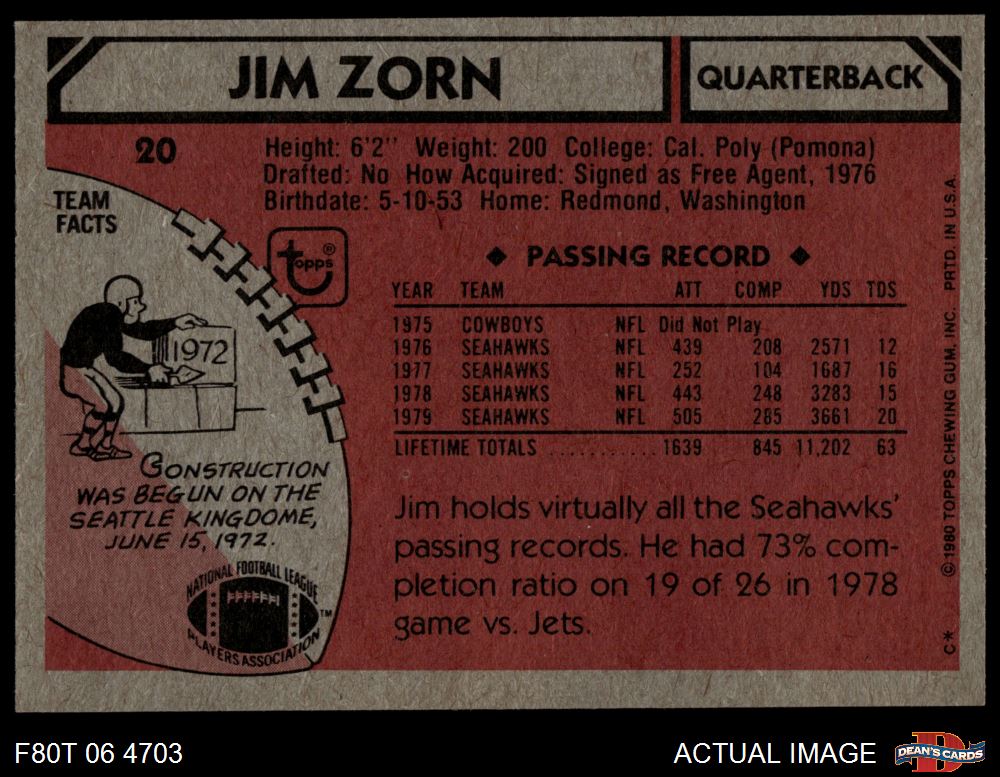 JIM ZORN
QUARTERBACK
20
Height: 6'2" Weight: 200 College: Cal. Poly (Pomona)
Drafted: No How Acquired: Signed as Free Agent, 1976
Birthdate: 5-10-53 Home: Redmond, Washington
TEAM
FACTS
1972
CONSTRUCTION
WAS BEGUN ON THE
SEATTLE KINGDOME,
JUNE 15, 1972.
NATIONAL FOOTBALL LEAGUE
PLAYERS ASSOCIATION
TM
topps®
◆ PASSING RECORD ◆
YEAR TEAM ATT COMP YDS TDS
1975 COWBOYS NFL Did Not Play
1976 SEAHAWKS NFL 439 208 2571 12
1977 SEAHAWKS NFL 252 104 1687 16
1978 SEAHAWKS NFL 443 248 3283 15
1979 SEAHAWKS NFL 505 285 3661 20
LIFETIME TOTALS ........... 1639 845 11,202 63
Jim holds virtually all the Seahawks'
passing records. He had 73% com-
pletion ratio on 19 of 26 in 1978
game vs. Jets.
© 1980 TOPPS CHEWING GUM, INC. PRTD. IN U.S.A.
C*
F80T 06 4703
ACTUAL IMAGE
D
DEAN'S CARDS